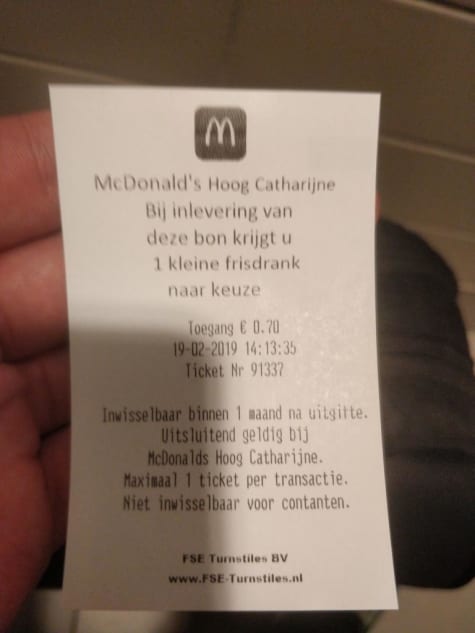 McDonald's Hoog Catharijne
Bij inlevering van
deze bon krijgt u
1 kleine frisdrank
naar keuze
Toegang € 0.70
19-02-2019 14:13:35
Ticket Nr 91337
Inwisselbaar binnen 1 maand na uitgifte.
Uitsluitend geldig bij
McDonalds Hoog Catharijne.
Maximaal 1 ticket per transactie.
Niet inwisselbaar voor contanten.
FSE Turnstiles BV
www.FSE-Turnstiles.nl